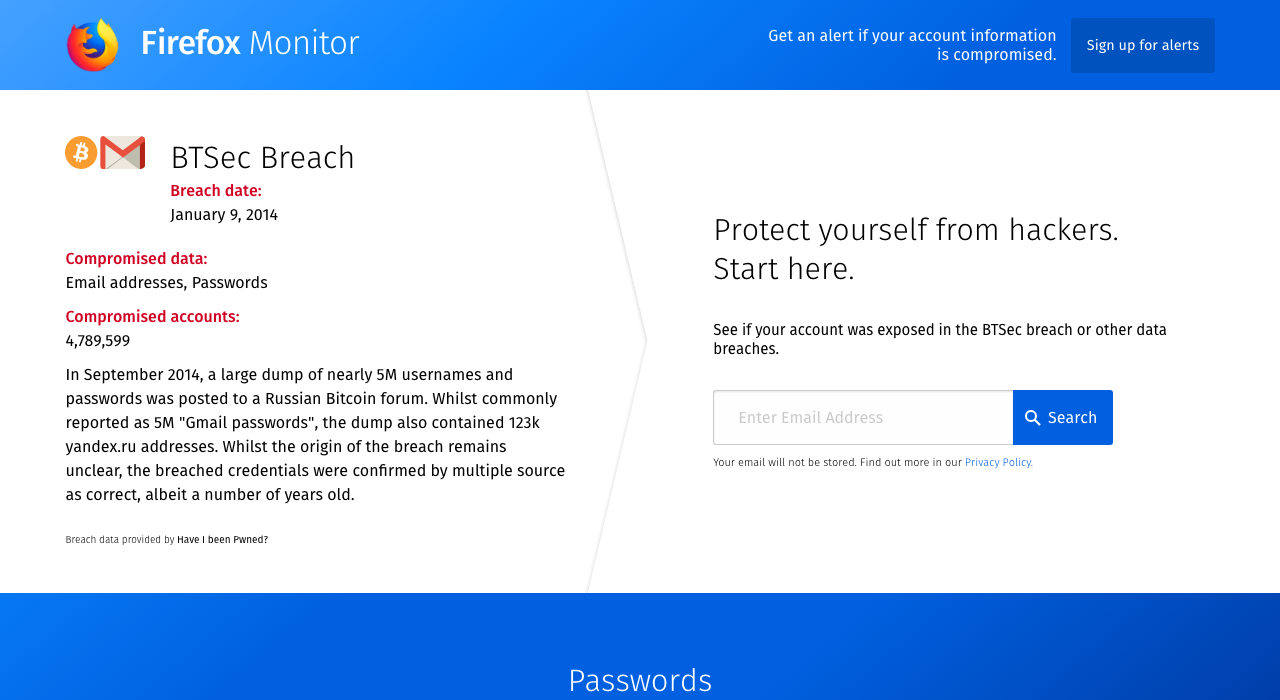 Firefox Monitor
Get an alert if your account information
is compromised.
Sign up for alerts
BTSec Breach
Breach date:
January 9, 2014
Compromised data:
Email addresses, Passwords
Compromised accounts:
4,789,599
In September 2014, a large dump of nearly 5M usernames and
passwords was posted to a Russian Bitcoin forum. Whilst commonly
reported as 5M "Gmail passwords", the dump also contained 123k
yandex.ru addresses. Whilst the origin of the breach remains
unclear, the breached credentials were confirmed by multiple source
as correct, albeit a number of years old.
Breach data provided by Have I been Pwned?
Protect yourself from hackers.
Start here.
See if your account was exposed in the BTSec breach or other data
breaches.
Enter Email Address
Search
Your email will not be stored. Find out more in our Privacy Policy.
Passwords